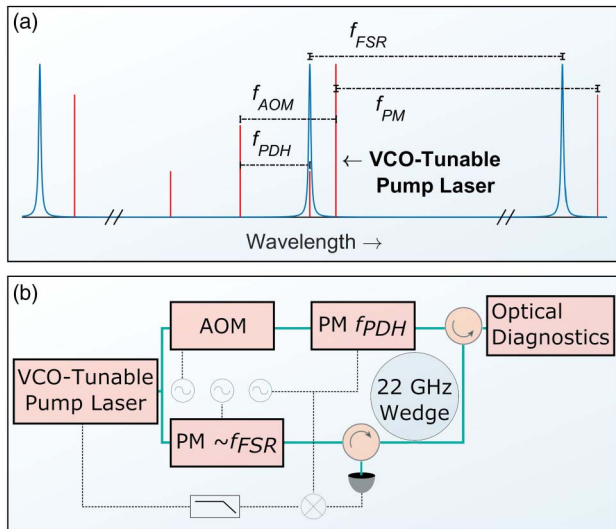 (a)
f_FSR
f_AOM
f_PM
f_PDH
← VCO-Tunable
Pump Laser
//
//
Wavelength →
(b)
AOM
PM f_PDH
Optical
Diagnostics
VCO-Tunable
Pump Laser
22 GHz
Wedge
PM ~f_FSR